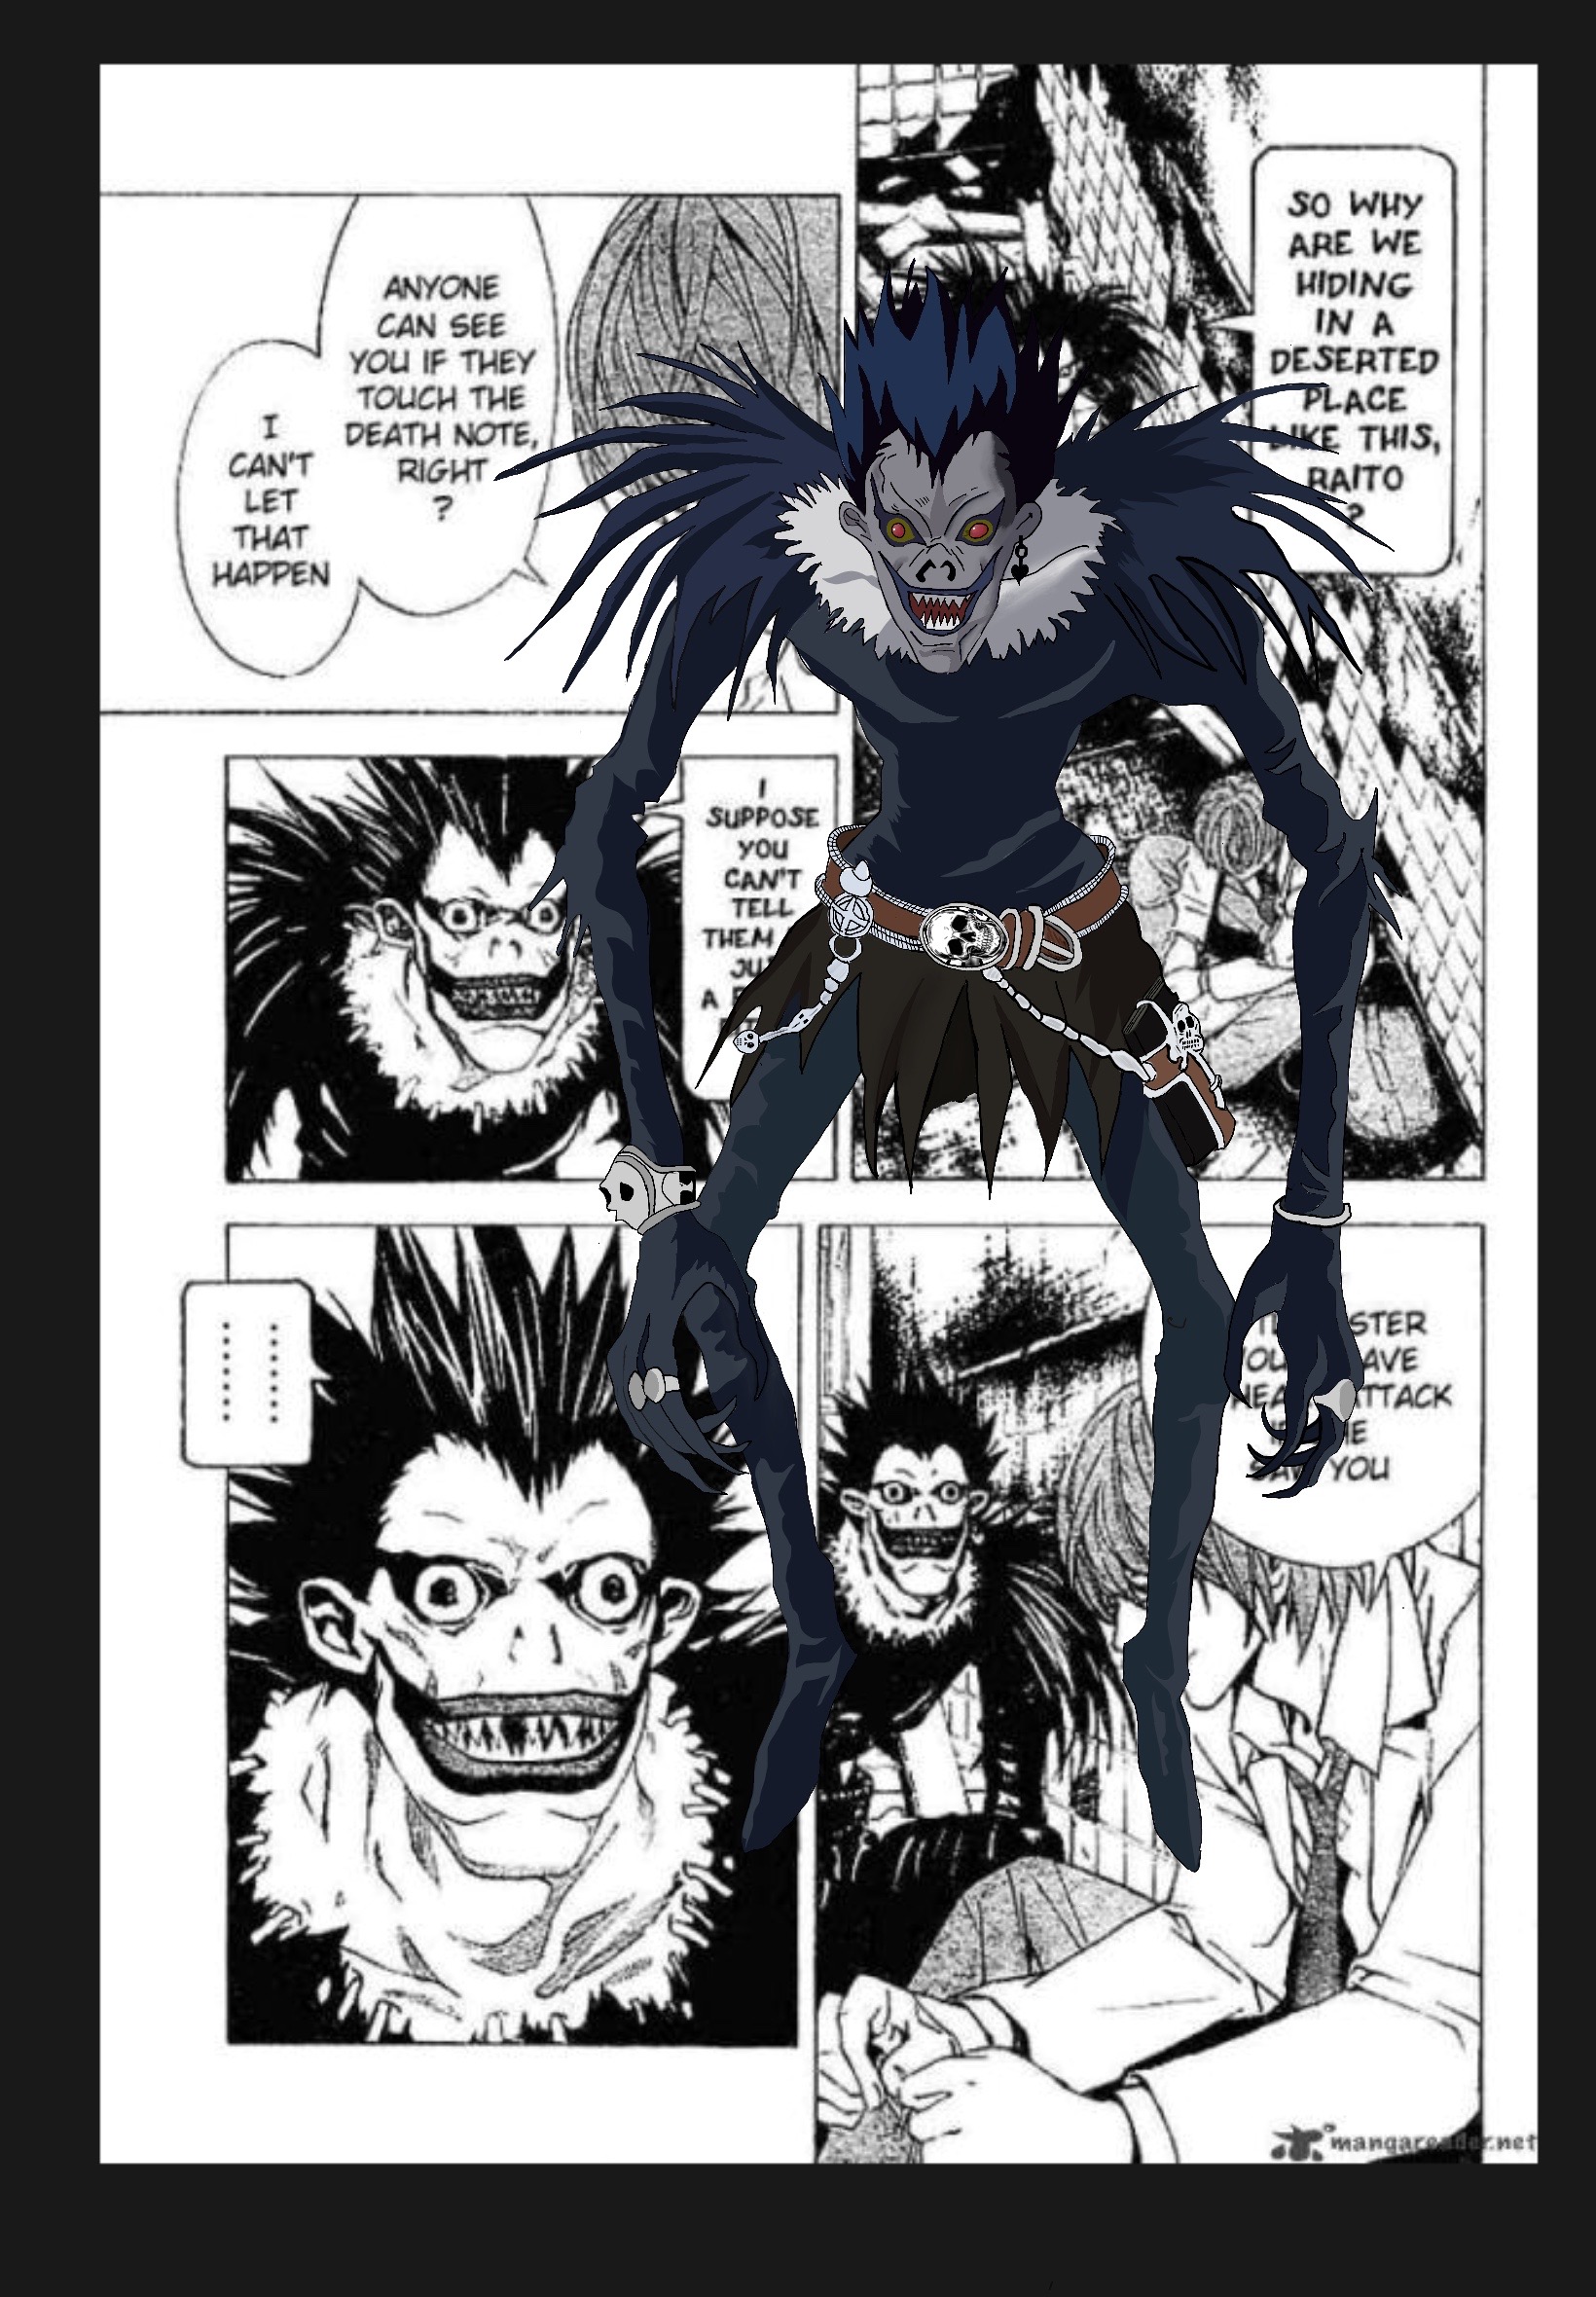 SO WHY
ARE WE
HIDING
IN A
DESERTED
PLACE
LIKE THIS,
RAITO
?
ANYONE
CAN SEE
YOU IF THEY
TOUCH THE
DEATH NOTE,
RIGHT
?
I
CAN'T
LET
THAT
HAPPEN
I
SUPPOSE
YOU
CAN'T
TELL
THEM
A
ATTACK
YOU
mangareader.net